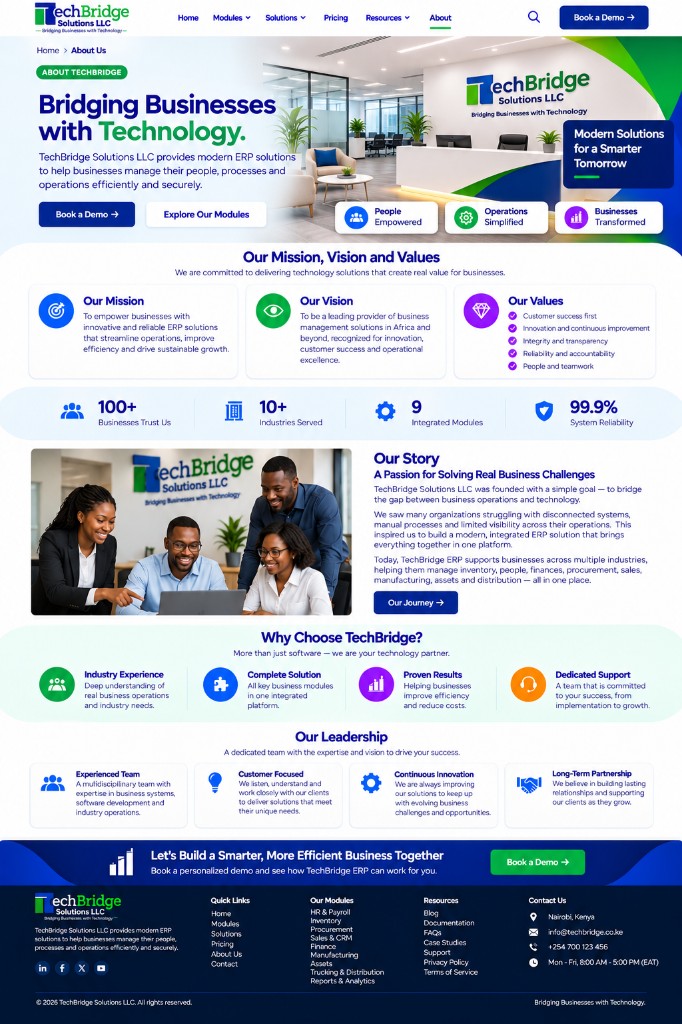 TechBridge
Solutions LLC
Bridging Businesses with Technology
Home
Modules
Solutions
Pricing
Resources
About
Book a Demo →
Home > About Us
ABOUT TECHBRIDGE
Bridging Businesses
with Technology.
TechBridge Solutions LLC provides modern ERP solutions
to help businesses manage their people, processes and
operations efficiently and securely.
Book a Demo →
Explore Our Modules
TechBridge
Solutions LLC
Bridging Businesses with Technology
Modern Solutions
for a Smarter
Tomorrow
People
Empowered
Operations
Simplified
Businesses
Transformed
Our Mission, Vision and Values
We are committed to delivering technology solutions that create real value for businesses.
Our Mission
To empower businesses with
innovative and reliable ERP solutions
that streamline operations, improve
efficiency and drive sustainable growth.
Our Vision
To be a leading provider of business
management solutions in Africa and
beyond, recognized for innovation,
customer success and operational
excellence.
Our Values
Customer success first
Innovation and continuous improvement
Integrity and transparency
Reliability and accountability
People and teamwork
100+
Businesses Trust Us
10+
Industries Served
9
Integrated Modules
99.9%
System Reliability
TechBridge
Solutions LLC
Bridging Businesses with Technology
Our Story
A Passion for Solving Real Business Challenges
TechBridge Solutions LLC was founded with a simple goal — to bridge
the gap between business operations and technology.
We saw many organizations struggling with disconnected systems,
manual processes and limited visibility across their operations. This
inspired us to build a modern, integrated ERP solution that brings
everything together in one platform.
Today, TechBridge ERP supports businesses across multiple industries,
helping them manage inventory, people, finances, procurement, sales,
manufacturing, assets and distribution — all in one place.
Our Journey →
Why Choose TechBridge?
More than just software — we are your technology partner.
Industry Experience
Deep understanding of
real business operations
and industry needs.
Complete Solution
All key business modules
in one integrated
platform.
Proven Results
Helping businesses
improve efficiency
and reduce costs.
Dedicated Support
A team that is committed
to your success, from
implementation to growth.
Our Leadership
A dedicated team with the expertise and vision to drive your success.
Experienced Team
A multidisciplinary team with
expertise in business systems,
software development and
industry operations.
Customer Focused
We listen, understand and
work closely with our clients
to deliver solutions that meet
their unique needs.
Continuous Innovation
We are always improving
our solutions to keep up
with evolving business
challenges and opportunities.
Long-Term Partnership
We believe in building lasting
relationships and supporting
our clients as they grow.
Let's Build a Smarter, More Efficient Business Together
Book a personalized demo and see how TechBridge ERP can work for you.
Book a Demo →
TechBridge
Solutions LLC
Bridging Businesses with Technology
TechBridge Solutions LLC provides modern ERP
solutions to help businesses manage their people,
processes and operations efficiently and securely.
Quick Links
Home
Modules
Solutions
Pricing
About Us
Contact
Our Modules
HR & Payroll
Inventory
Procurement
Sales & CRM
Finance
Manufacturing
Assets
Trucking & Distribution
Reports & Analytics
Resources
Blog
Documentation
FAQs
Case Studies
Support
Privacy Policy
Terms of Service
Contact Us
Nairobi, Kenya
info@techbridge.co.ke
+254 700 123 456
Mon - Fri, 8:00 AM - 5:00 PM (EAT)
© 2026 TechBridge Solutions LLC. All rights reserved.
Bridging Businesses with Technology.